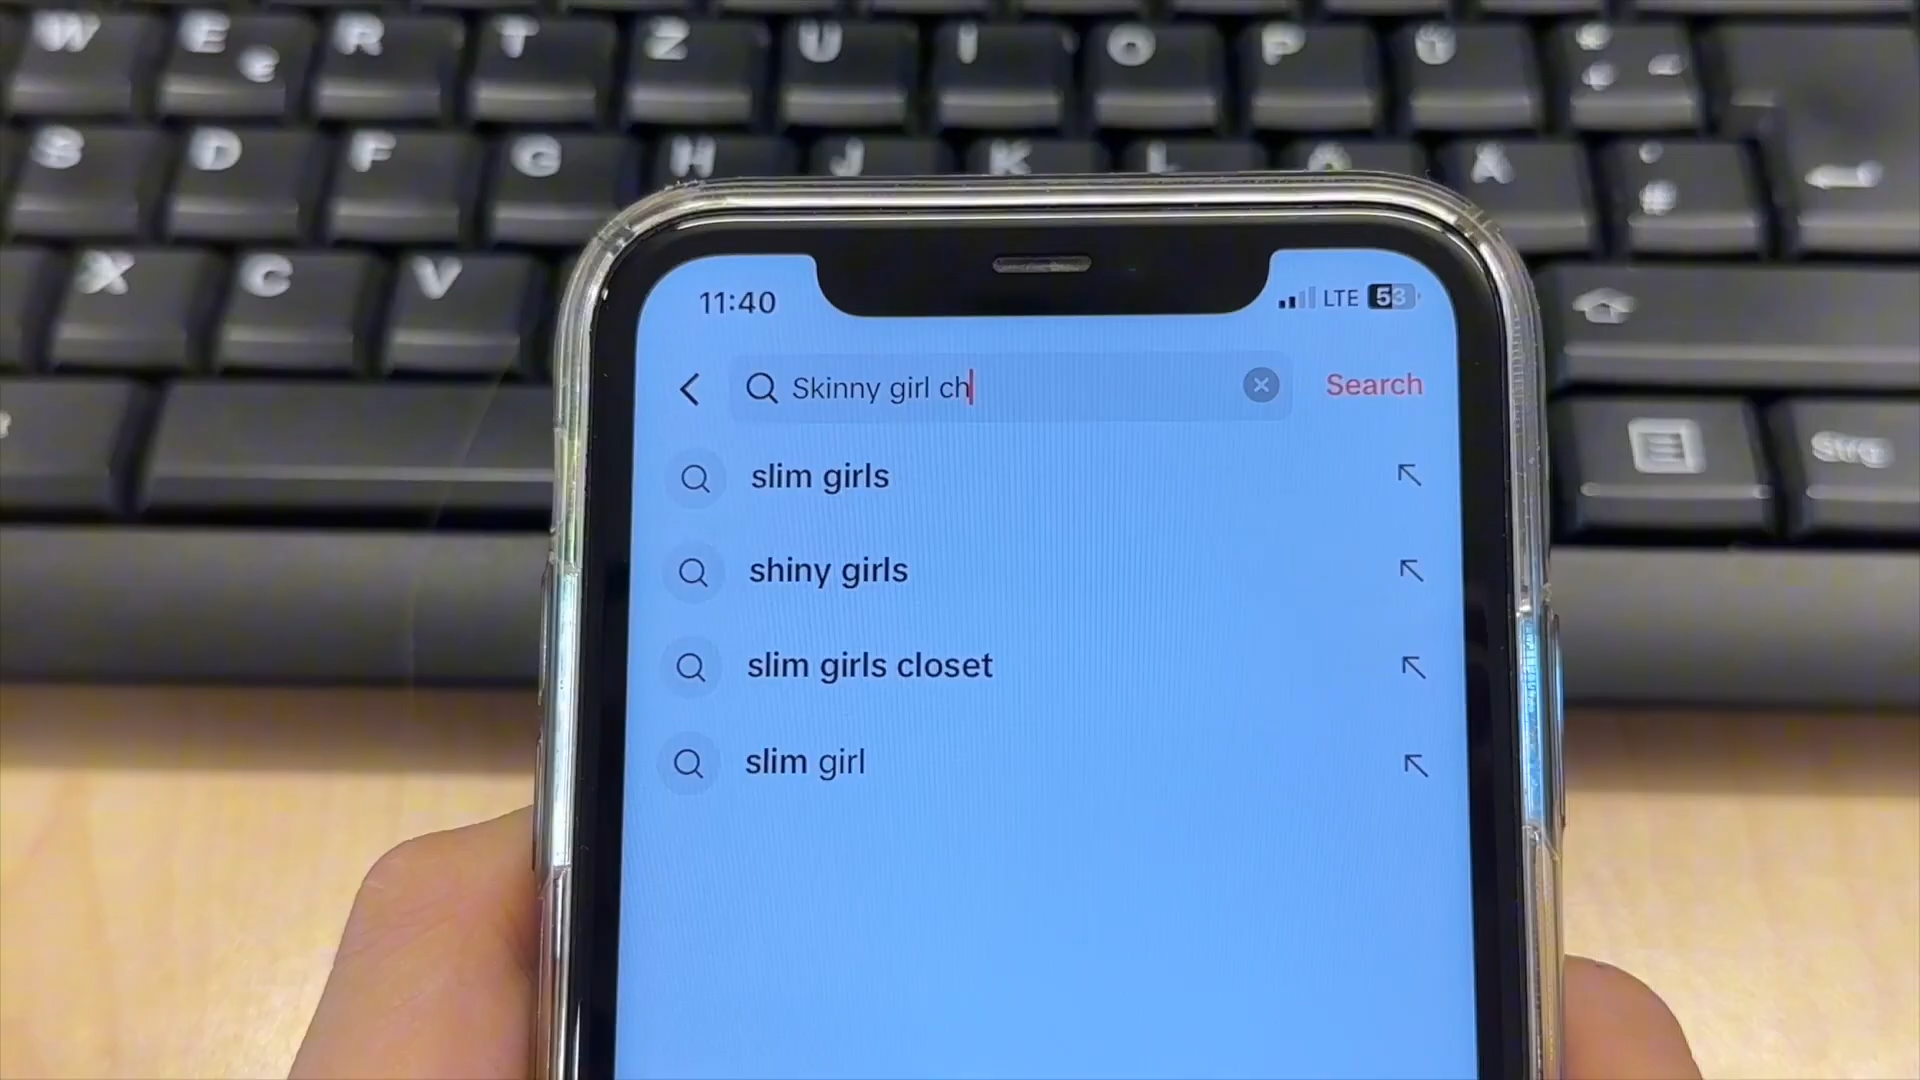 W E R T Z U I O P Ü
€
S D F G H J K L Ö Ä
#
X C V
11:40
LTE 53
Skinny girl ch
Search
slim girls
shiny girls
slim girls closet
slim girl